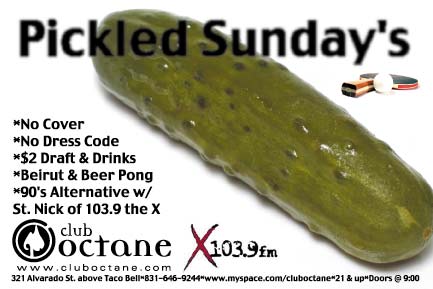 Pickled Sunday's
*No Cover
*No Dress Code
*$2 Draft & Drinks
*Beirut & Beer Pong
*90's Alternative w/
St. Nick of 103.9 the X
club
octane
www.cluboctane.com
X103.9fm
321 Alvarado St. above Taco Bell*831-646-9244*www.myspace.com/cluboctane*21 & up*Doors @ 9:00